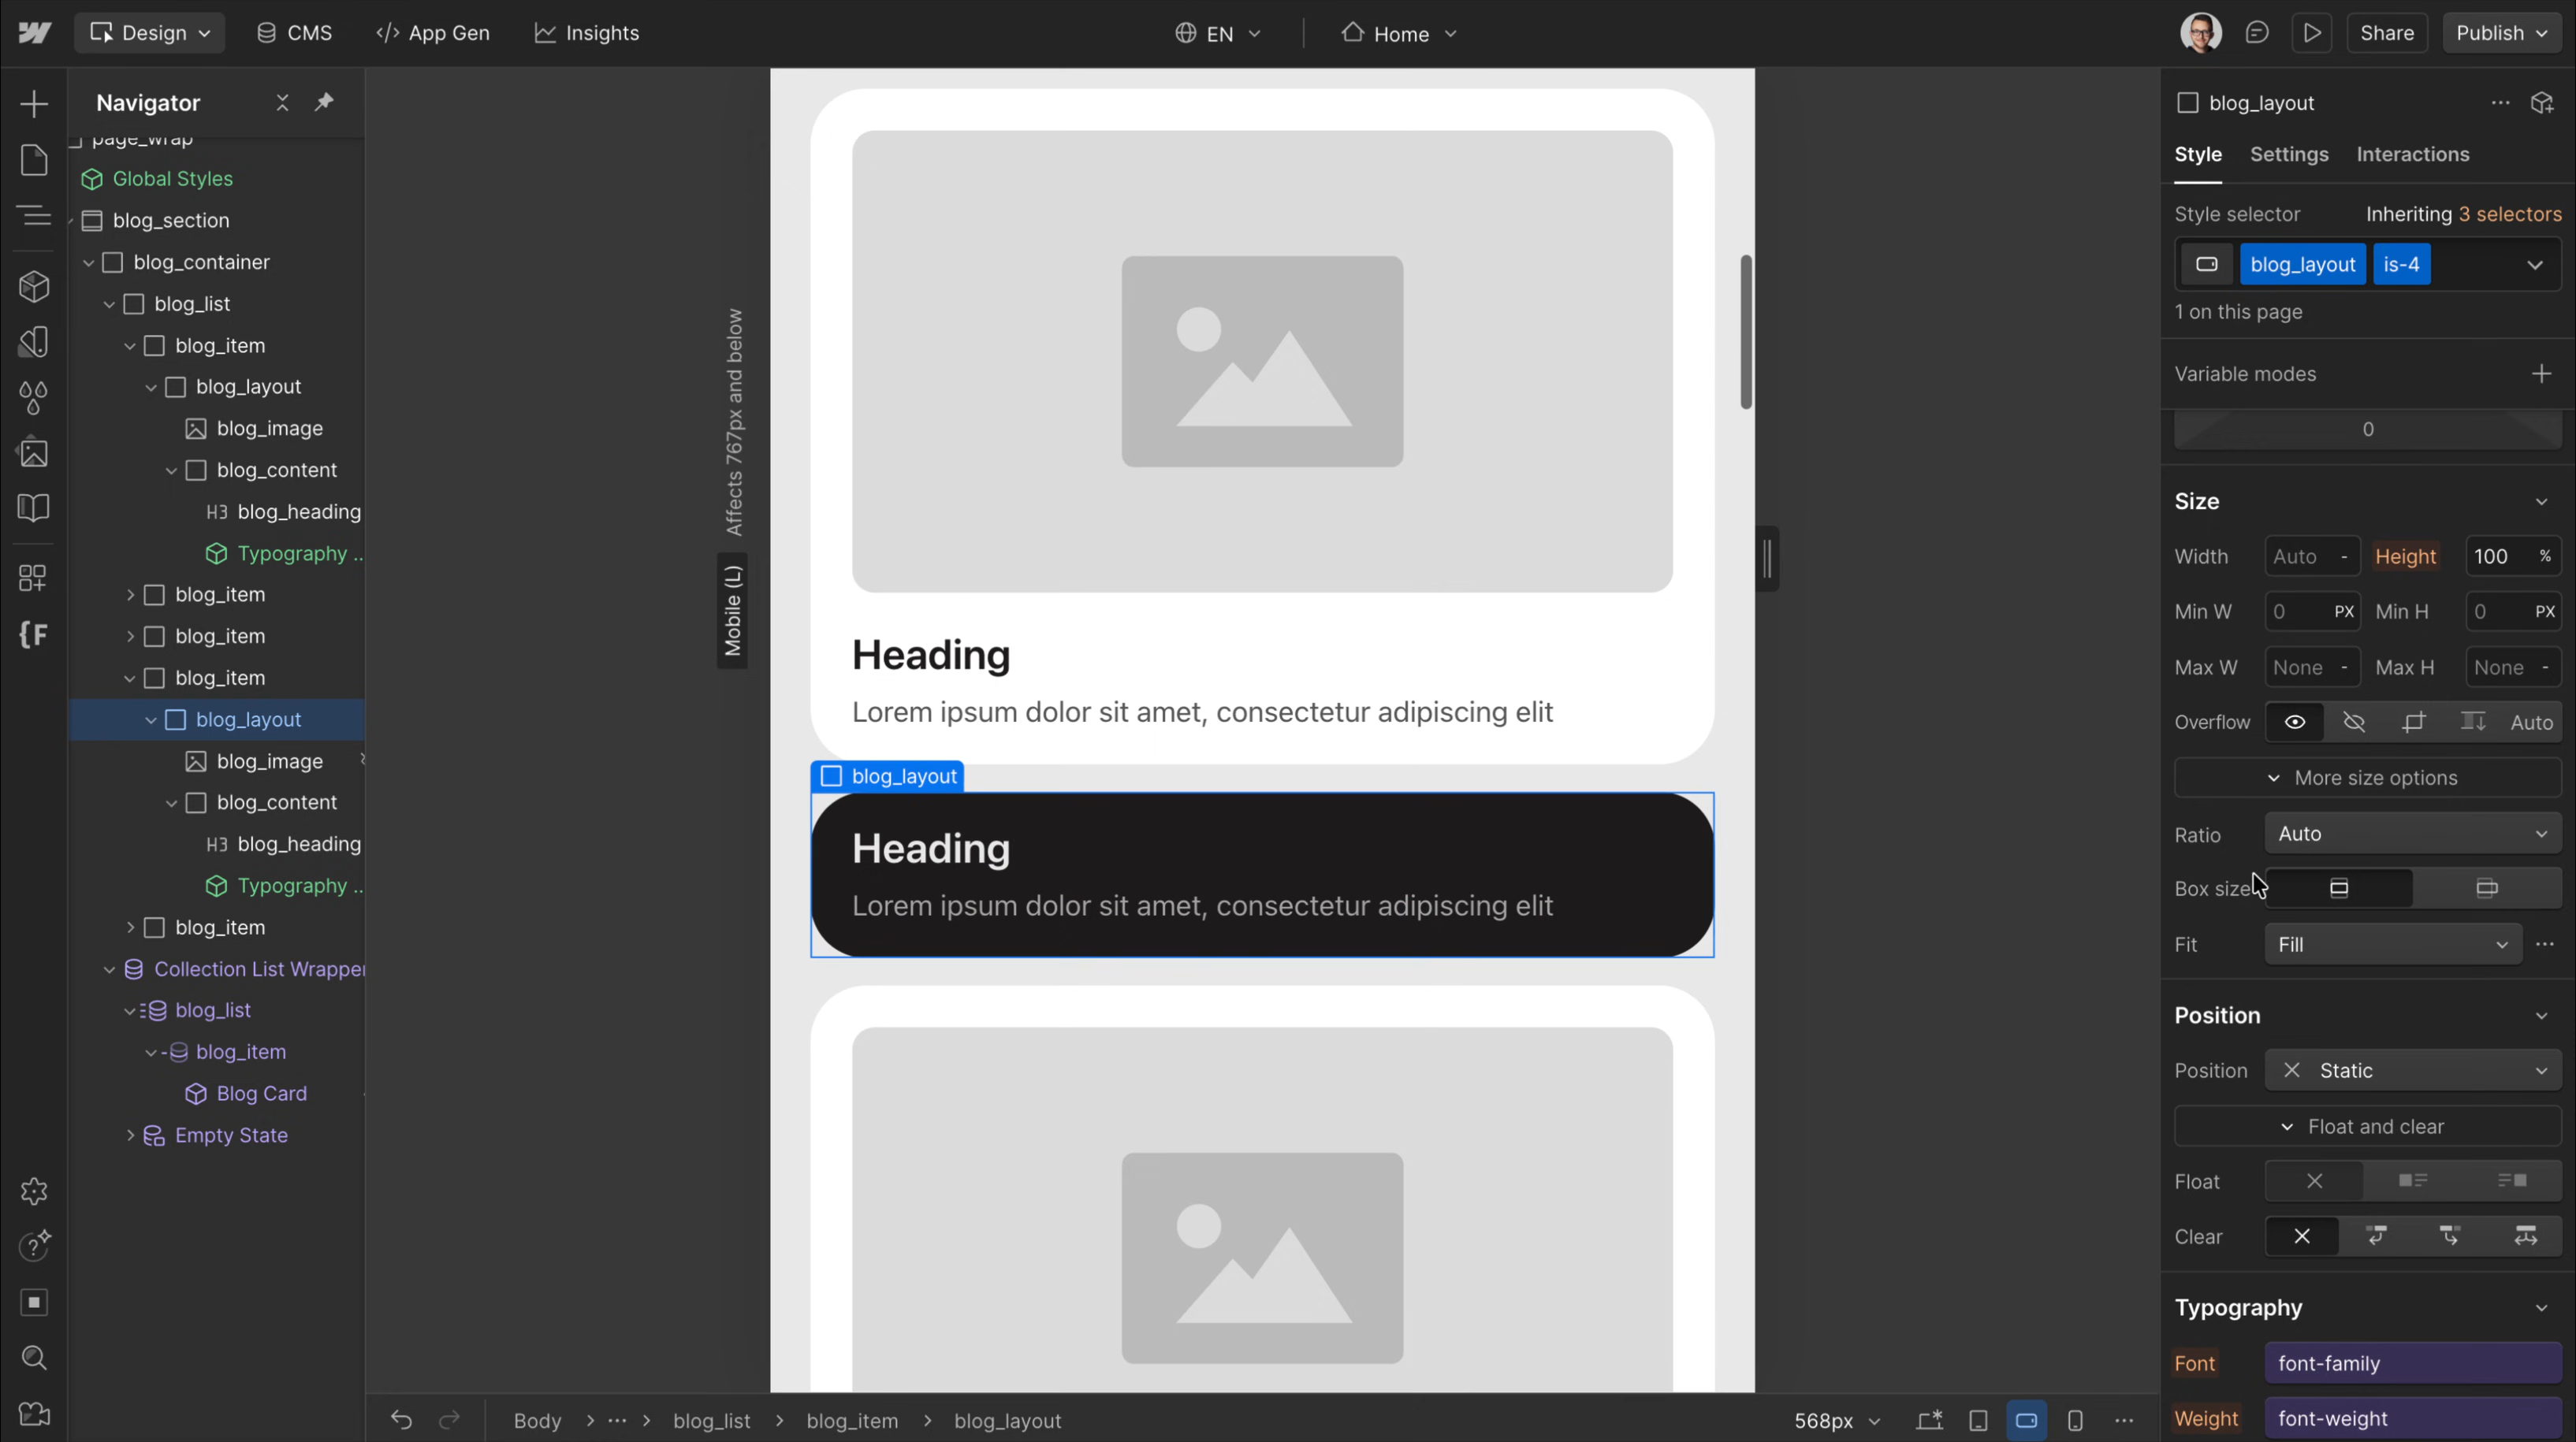 Design
CMS
</> App Gen
Insights
EN
Home
Share
Publish
Navigator
page_wrap
Global Styles
blog_section
blog_container
blog_list
blog_item
blog_layout
blog_image
blog_content
H3 blog_heading
Typography ..
blog_item
blog_item
blog_item
blog_layout
blog_image
blog_content
H3 blog_heading
Typography ..
blog_item
Collection List Wrapper
blog_list
blog_item
Blog Card
Empty State
Affects 767px and below
Mobile (L)
Heading
Lorem ipsum dolor sit amet, consectetur adipiscing elit
blog_layout
Heading
Lorem ipsum dolor sit amet, consectetur adipiscing elit
Body > ... > blog_list > blog_item > blog_layout
568px
blog_layout
Style
Settings
Interactions
Style selector
Inheriting 3 selectors
blog_layout
is-4
1 on this page
Variable modes
0
Size
Width Auto - Height 100 %
Min W 0 PX Min H 0 PX
Max W None - Max H None -
Overflow Auto
More size options
Ratio Auto
Box size
Fit Fill
Position
Position Static
Float and clear
Float
Clear
Typography
Font font-family
Weight font-weight